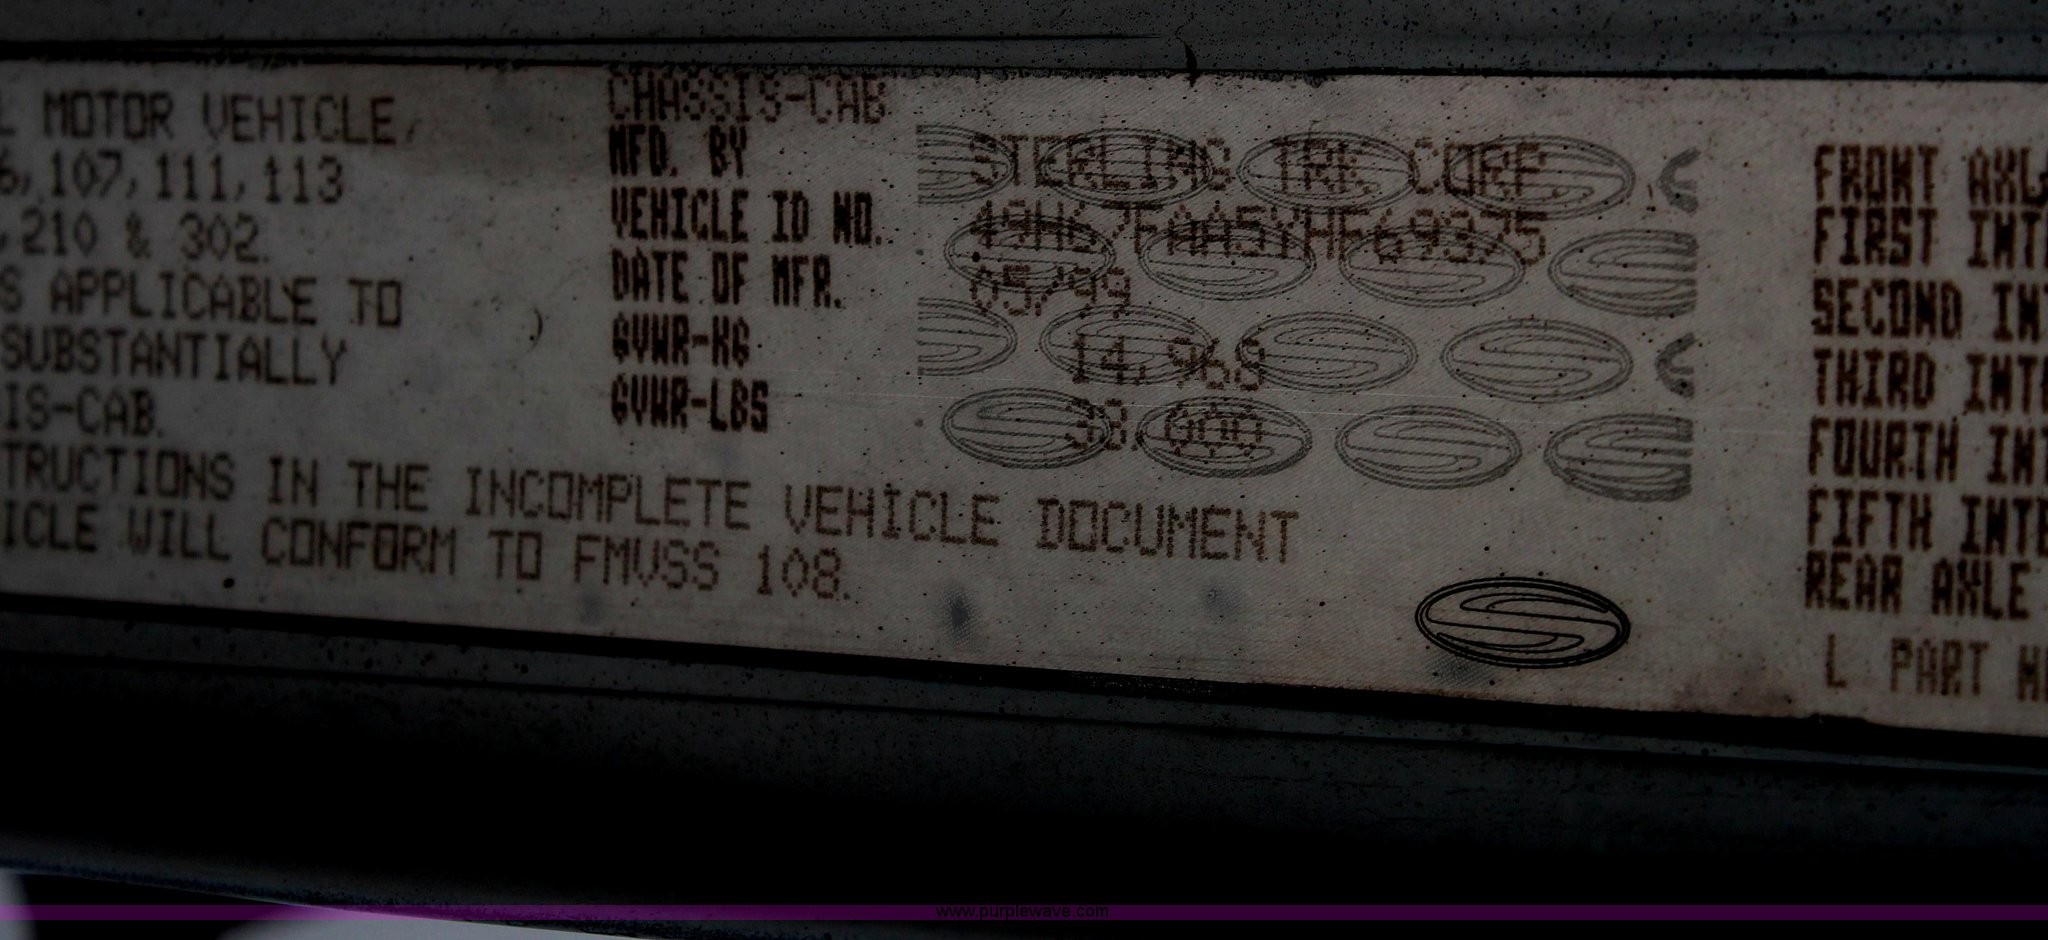 L MOTOR VEHICLE,
6, 107, 111, 113
, 210 & 302.
S APPLICABLE TO
SUBSTANTIALLY
IS-CAB.
TRUCTIONS IN THE INCOMPLETE VEHICLE DOCUMENT
ICLE WILL CONFORM TO FMVSS 108.
CHASSIS-CAB
MFD. BY STERLING TRK CORP
VEHICLE ID NO. 49H67FAA5YHF69375
DATE OF MFR. 05/99
GVWR-KG 14,968
GVWR-LBS 33,000
FRONT AXL
FIRST INT
SECOND IN
THIRD INT
FOURTH IN
FIFTH INTE
REAR AXLE
L PART
www.purplewave.com